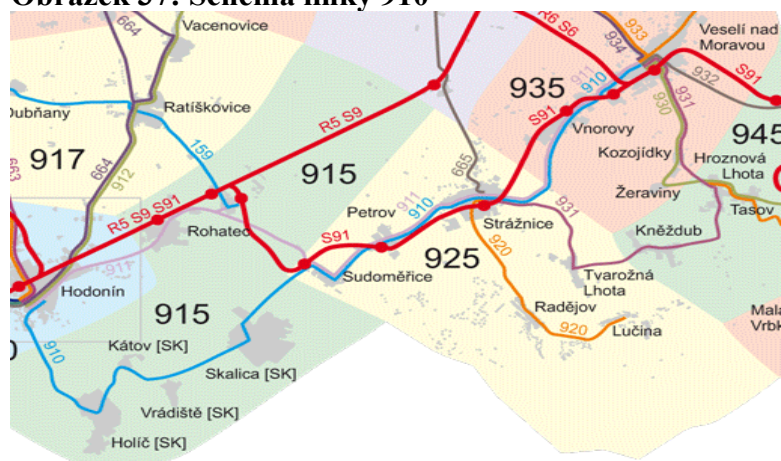 Obrázek 37: Schéma linky 910
664
Vacenovice
R6 S6
934
933
Veselí nad
Moravou
932
S91
Dubňany
Ratíškovice
935
911
910
S91
Vnorovy
930
931
945
917
664
912
159
R5 S9
915
665
Kozojídky
Hroznová
Lhota
663
R5 S9 S91
Rohatec
Petrov
911
910
Strážnice
931
Žeraviny
Tasov
Kněždub
911
Hodonín
S91
Sudoměřice
925
920
Tvarožná
Lhota
915
910
Kátov [SK]
Skalica [SK]
Radějov
920
Lučina
Vrádiště [SK]
Holíč [SK]